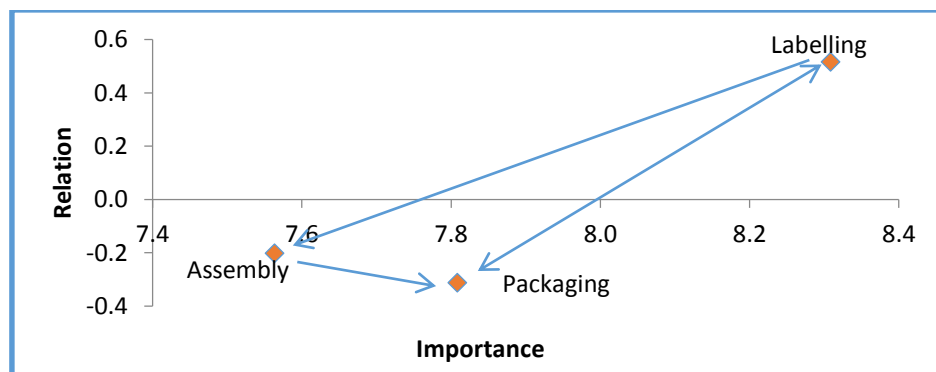 0.6
Labelling
0.4
0.2
Relation
0.0
7.4 7.6 7.8 8.0 8.2 8.4
-0.2
Assembly
Packaging
-0.4
Importance